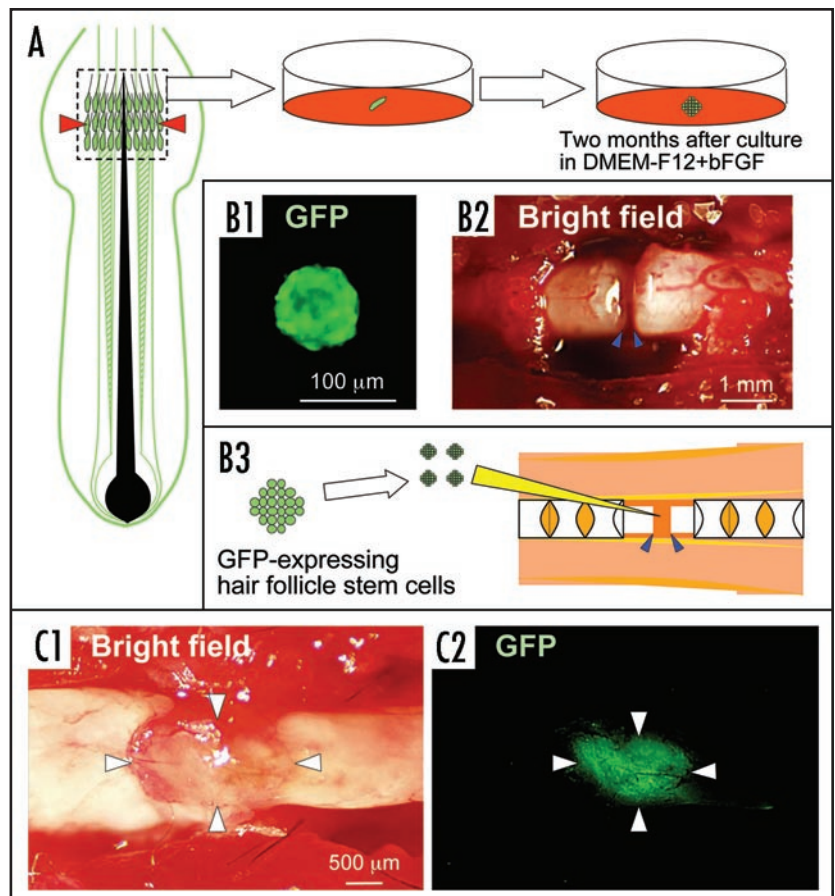 A
Two months after culture
in DMEM-F12+bFGF
B1 GFP
100 μm
B2 Bright field
1 mm
B3
GFP-expressing
hair follicle stem cells
C1 Bright field
500 μm
C2 GFP